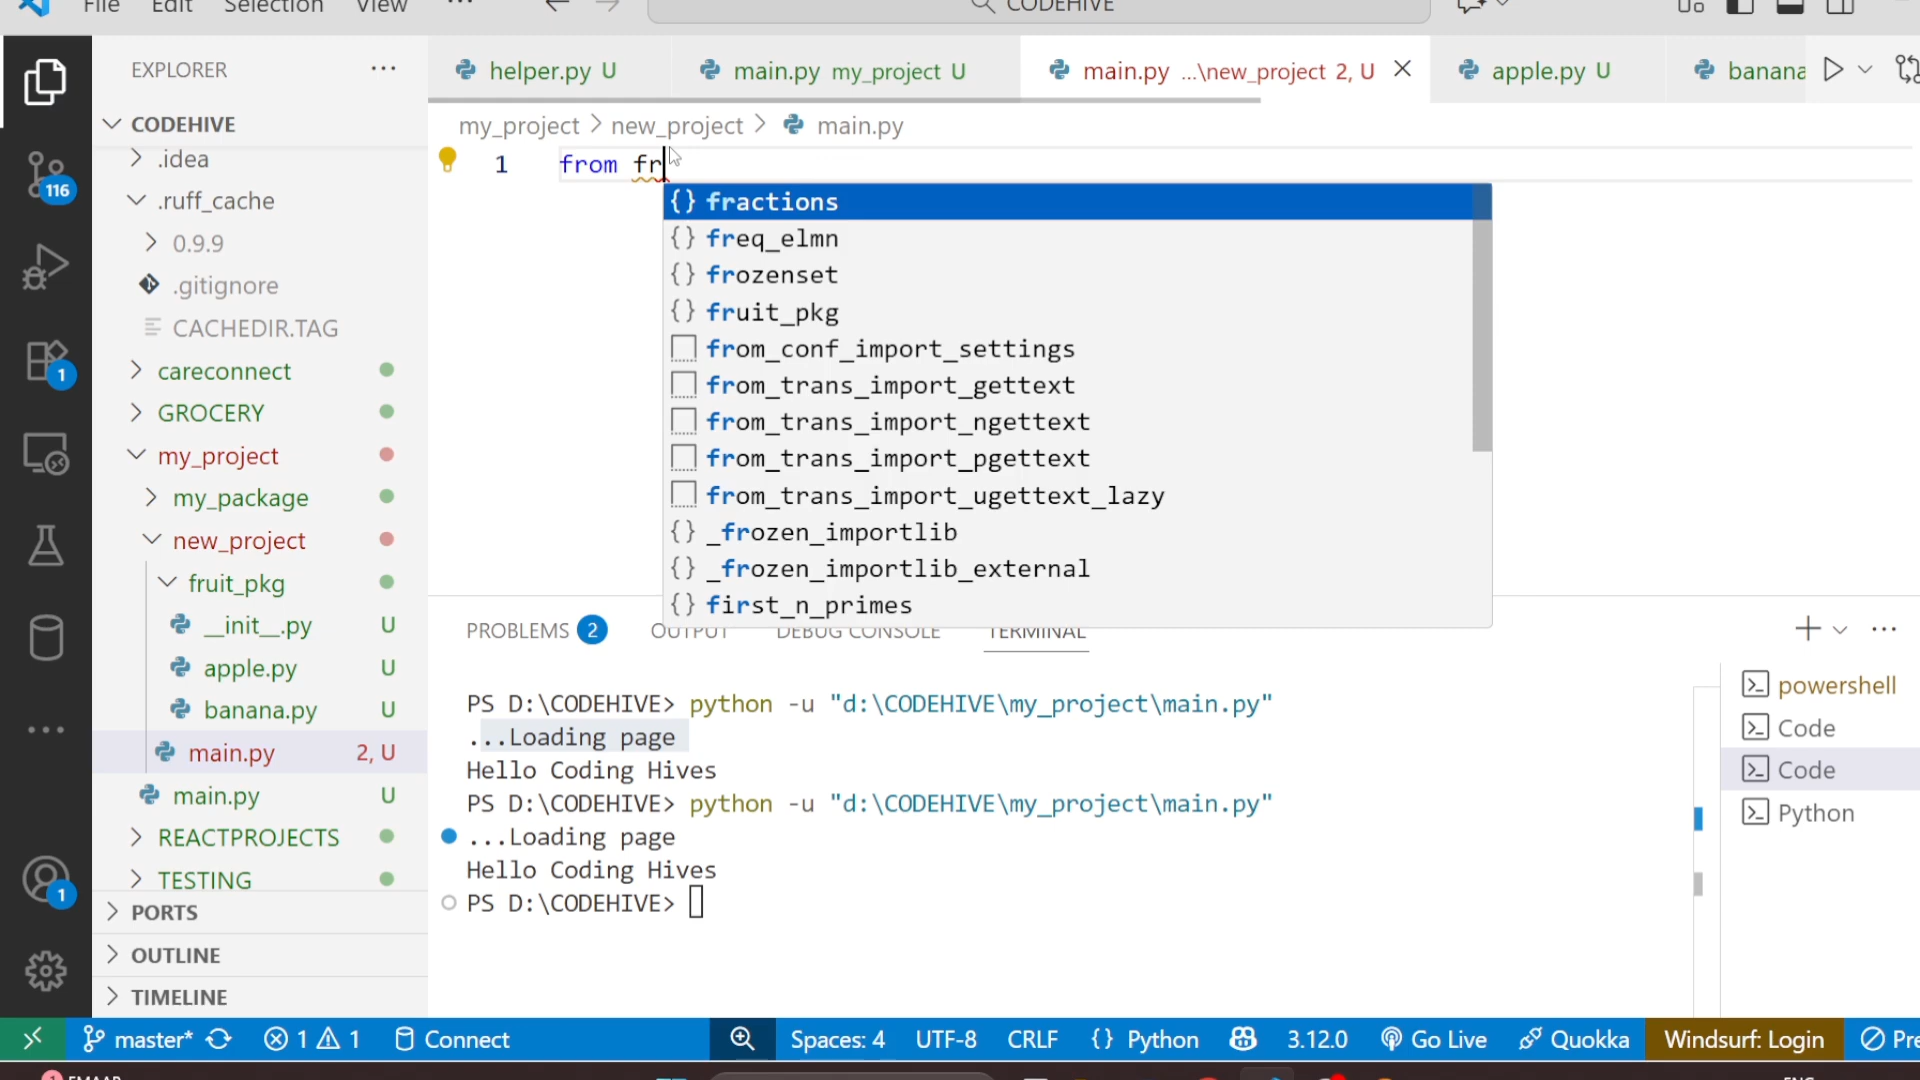 File Edit Selection View ... CODEHIVE
EXPLORER ...
helper.py U main.py my_project U main.py ...\new_project 2, U apple.py U banana
CODEHIVE
my_project > new_project > main.py
.idea
.ruff_cache
0.9.9
.gitignore
CACHEDIR.TAG
careconnect
GROCERY
my_project
my_package
new_project
fruit_pkg
__init__.py U
apple.py U
banana.py U
main.py 2, U
main.py U
REACTPROJECTS
TESTING
PORTS
OUTLINE
TIMELINE
116
1
1
1 from fr
{} fractions
{} freq_elmn
{} frozenset
{} fruit_pkg
from_conf_import_settings
from_trans_import_gettext
from_trans_import_ngettext
from_trans_import_pgettext
from_trans_import_ugettext_lazy
{} _frozen_importlib
{} _frozen_importlib_external
{} first_n_primes
PROBLEMS 2 OUTPUT DEBUG CONSOLE TERMINAL
PS D:\CODEHIVE> python -u "d:\CODEHIVE\my_project\main.py"
...Loading page
Hello Coding Hives
PS D:\CODEHIVE> python -u "d:\CODEHIVE\my_project\main.py"
...Loading page
Hello Coding Hives
PS D:\CODEHIVE>
powershell
Code
Code
Python
master* 1 1 Connect Spaces: 4 UTF-8 CRLF {} Python 3.12.0 Go Live Quokka Windsurf: Login Pre